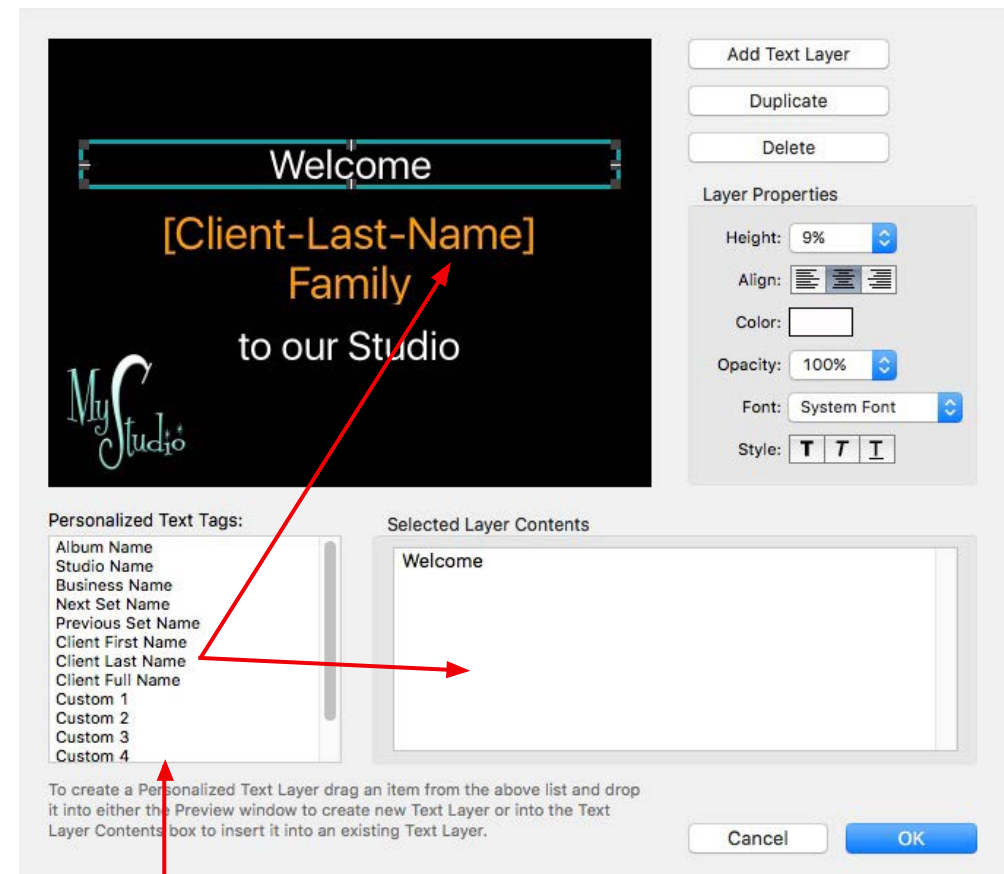 Welcome
[Client-Last-Name]
Family
to our Studio
My Studio
Add Text Layer
Duplicate
Delete
Layer Properties
Height: 9%
Align:
Color:
Opacity: 100%
Font: System Font
Style: T T T
Personalized Text Tags:
Album Name
Studio Name
Business Name
Next Set Name
Previous Set Name
Client First Name
Client Last Name
Client Full Name
Custom 1
Custom 2
Custom 3
Custom 4
Selected Layer Contents
Welcome
To create a Personalized Text Layer drag an item from the above list and drop
it into either the Preview window to create new Text Layer or into the Text
Layer Contents box to insert it into an existing Text Layer.
Cancel
OK